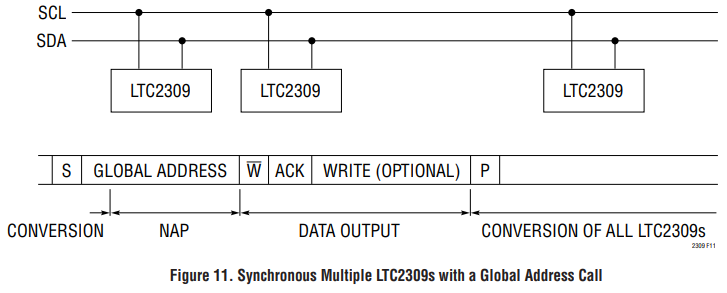 SCL
SDA
LTC2309 LTC2309 LTC2309
S GLOBAL ADDRESS W̅ ACK WRITE (OPTIONAL) P
CONVERSION NAP DATA OUTPUT CONVERSION OF ALL LTC2309s
2309 F11
Figure 11. Synchronous Multiple LTC2309s with a Global Address Call